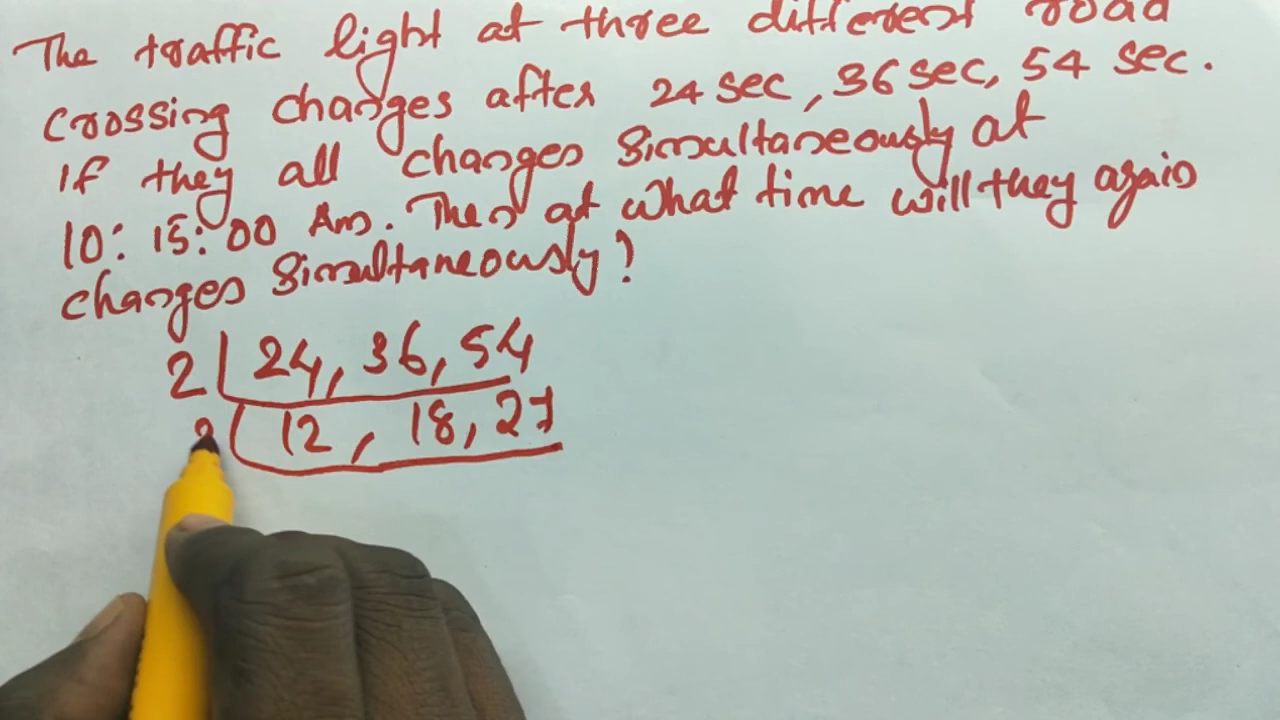 The traffic light at three different road
crossing changes after 24 sec, 36 sec, 54 sec.
If they all changes simultaneously at
10:15:00 Am. Then at what time will they again
changes simultaneously?
2 24, 36, 54
12, 18, 27